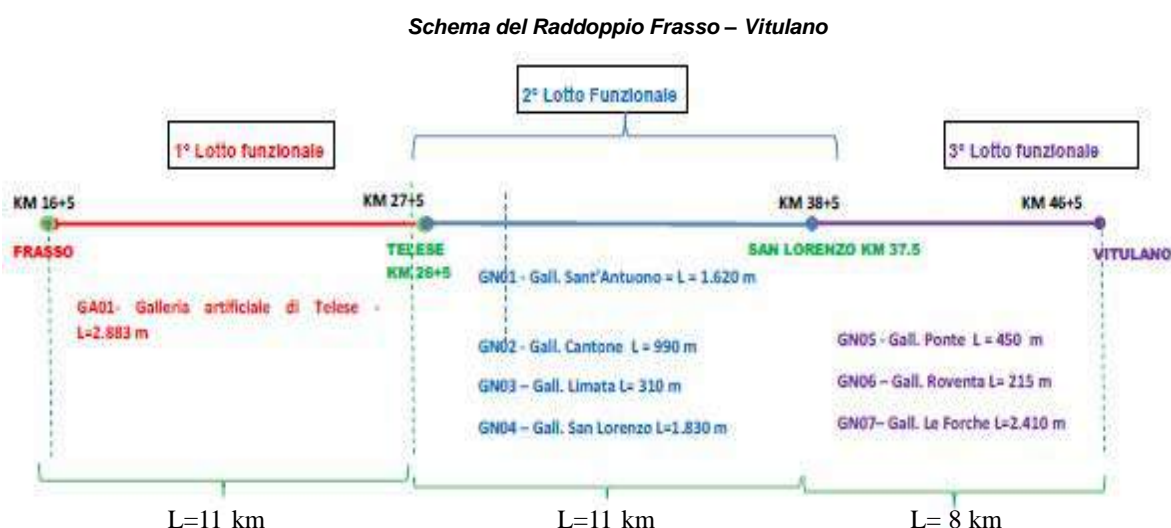 Schema del Raddoppio Frasso – Vitulano
2° Lotto Funzionale
1° Lotto funzionale
3° Lotto funzionale
KM 16+5
KM 27+5
KM 38+5
KM 46+5
FRASSO
TELESE
KM 26+5
SAN LORENZO KM 37.5
VITULANO
GA01- Galleria artificiale di Telese -
L=2.883 m
GN01 - Gall. Sant'Antuono = L = 1.620 m
GN02 - Gall. Cantone L = 990 m
GN03 – Gall. Limata L= 310 m
GN04 – Gall. San Lorenzo L=1.830 m
GN05 - Gall. Ponte L = 450 m
GN06 – Gall. Roventa L= 215 m
GN07– Gall. Le Forche L=2.410 m
L=11 km
L=11 km
L= 8 km